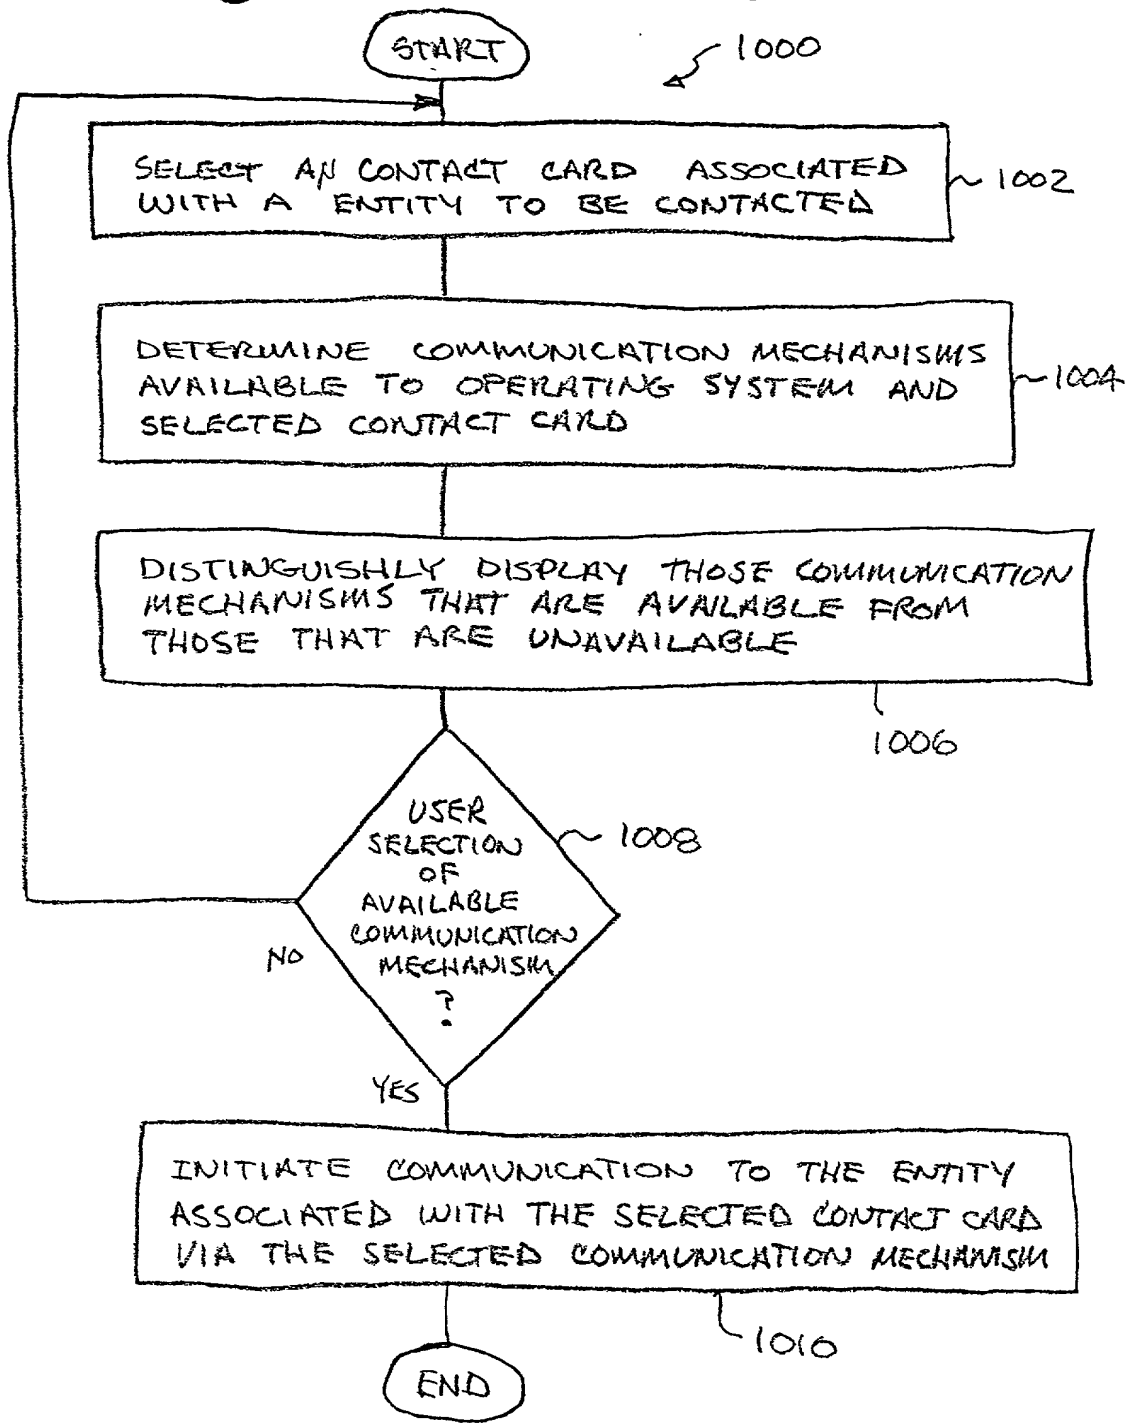 START
1000
SELECT AN CONTACT CARD ASSOCIATED
WITH A ENTITY TO BE CONTACTED
1002
DETERMINE COMMUNICATION MECHANISMS
AVAILABLE TO OPERATING SYSTEM AND
SELECTED CONTACT CARD
1004
DISTINGUISHLY DISPLAY THOSE COMMUNICATION
MECHANISMS THAT ARE AVAILABLE FROM
THOSE THAT ARE UNAVAILABLE
1006
USER
SELECTION
OF
AVAILABLE
COMMUNICATION
MECHANISM
?
1008
NO
YES
INITIATE COMMUNICATION TO THE ENTITY
ASSOCIATED WITH THE SELECTED CONTACT CARD
VIA THE SELECTED COMMUNICATION MECHANISM
1010
END